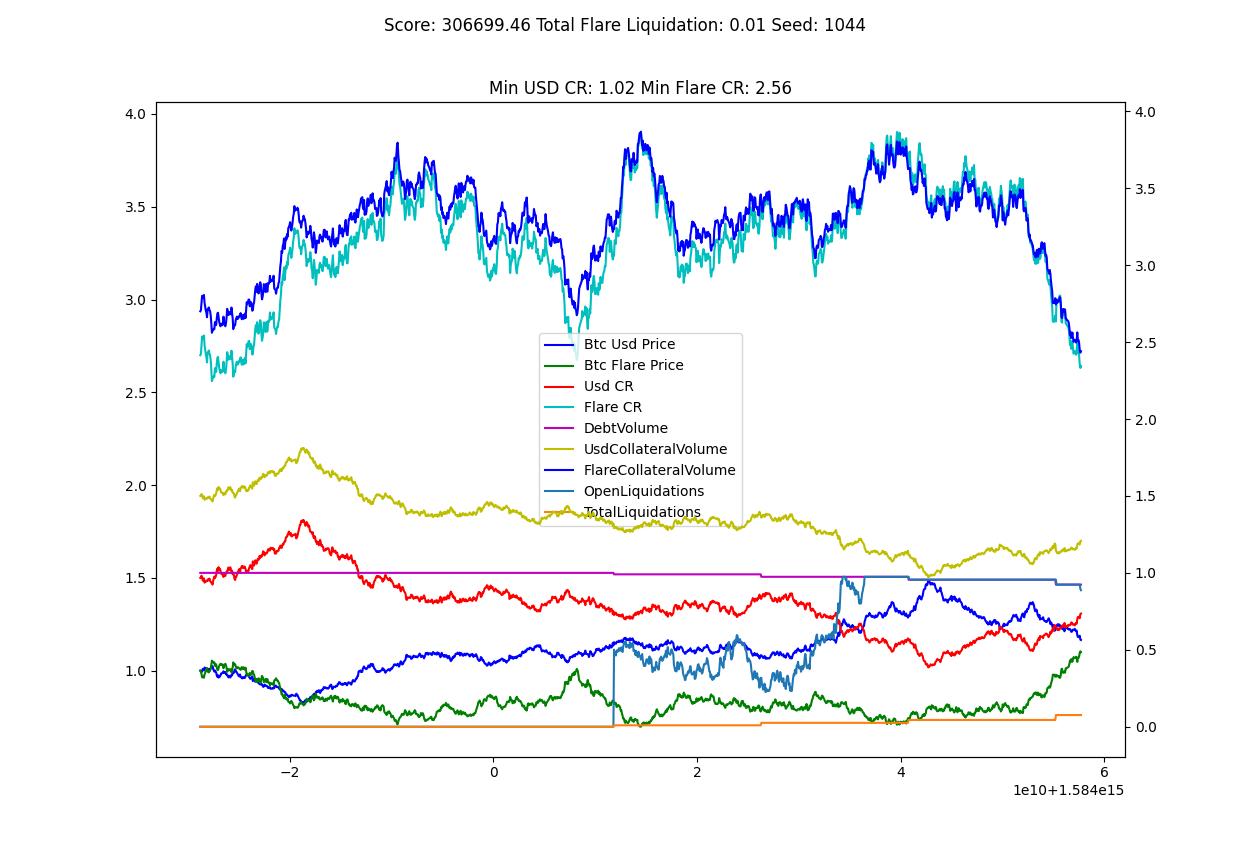 Score: 306699.46 Total Flare Liquidation: 0.01 Seed: 1044
Min USD CR: 1.02 Min Flare CR: 2.56
4.0
3.5
3.0
2.5
2.0
1.5
1.0
4.0
3.5
3.0
2.5
2.0
1.5
1.0
0.5
0.0
Btc Usd Price
Btc Flare Price
Usd CR
Flare CR
DebtVolume
UsdCollateralVolume
FlareCollateralVolume
OpenLiquidations
TotalLiquidations
−2 0 2 4 6
1e10+1.584e15